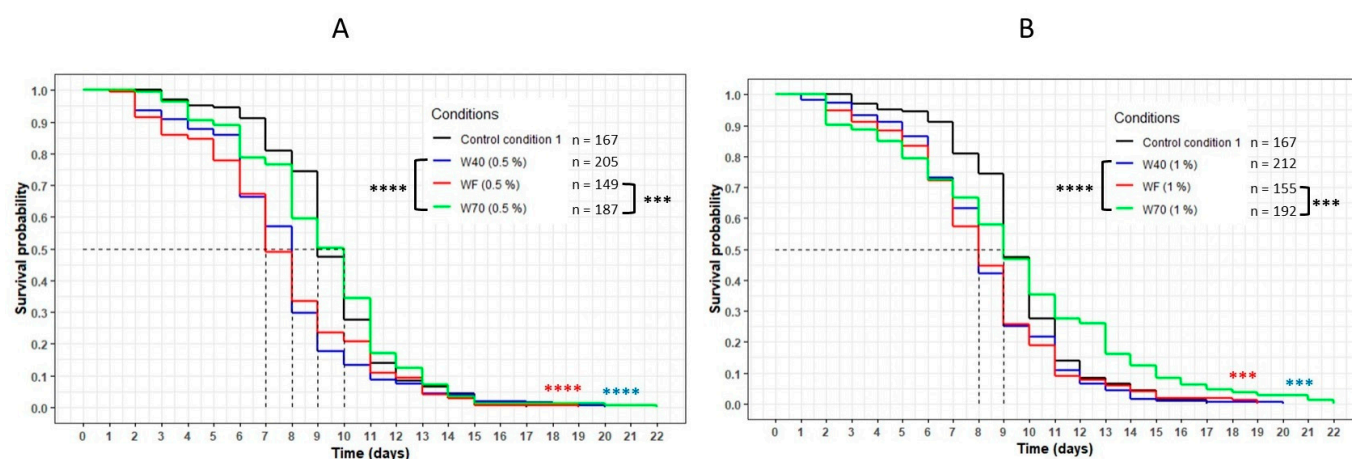 A
Survival probability
1.0
0.9
0.8
0.7
0.6
0.5
0.4
0.3
0.2
0.1
0.0
Conditions
Control condition 1 n = 167
W40 (0.5 %) n = 205
WF (0.5 %) n = 149
W70 (0.5 %) n = 187
****
***
**** ****
0 1 2 3 4 5 6 7 8 9 10 11 12 13 14 15 16 17 18 19 20 21 22
Time (days)
B
Survival probability
1.0
0.9
0.8
0.7
0.6
0.5
0.4
0.3
0.2
0.1
0.0
Conditions
Control condition 1 n = 167
W40 (1 %) n = 212
WF (1 %) n = 155
W70 (1 %) n = 192
****
***
*** ***
0 1 2 3 4 5 6 7 8 9 10 11 12 13 14 15 16 17 18 19 20 21 22
Time (days)